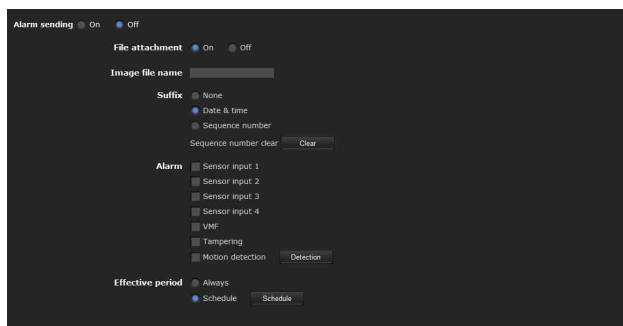 Alarm sending On Off
File attachment On Off
Image file name
Suffix None
Date & time
Sequence number
Sequence number clear Clear
Alarm Sensor input 1
Sensor input 2
Sensor input 3
Sensor input 4
VMF
Tampering
Motion detection Detection
Effective period Always
Schedule Schedule